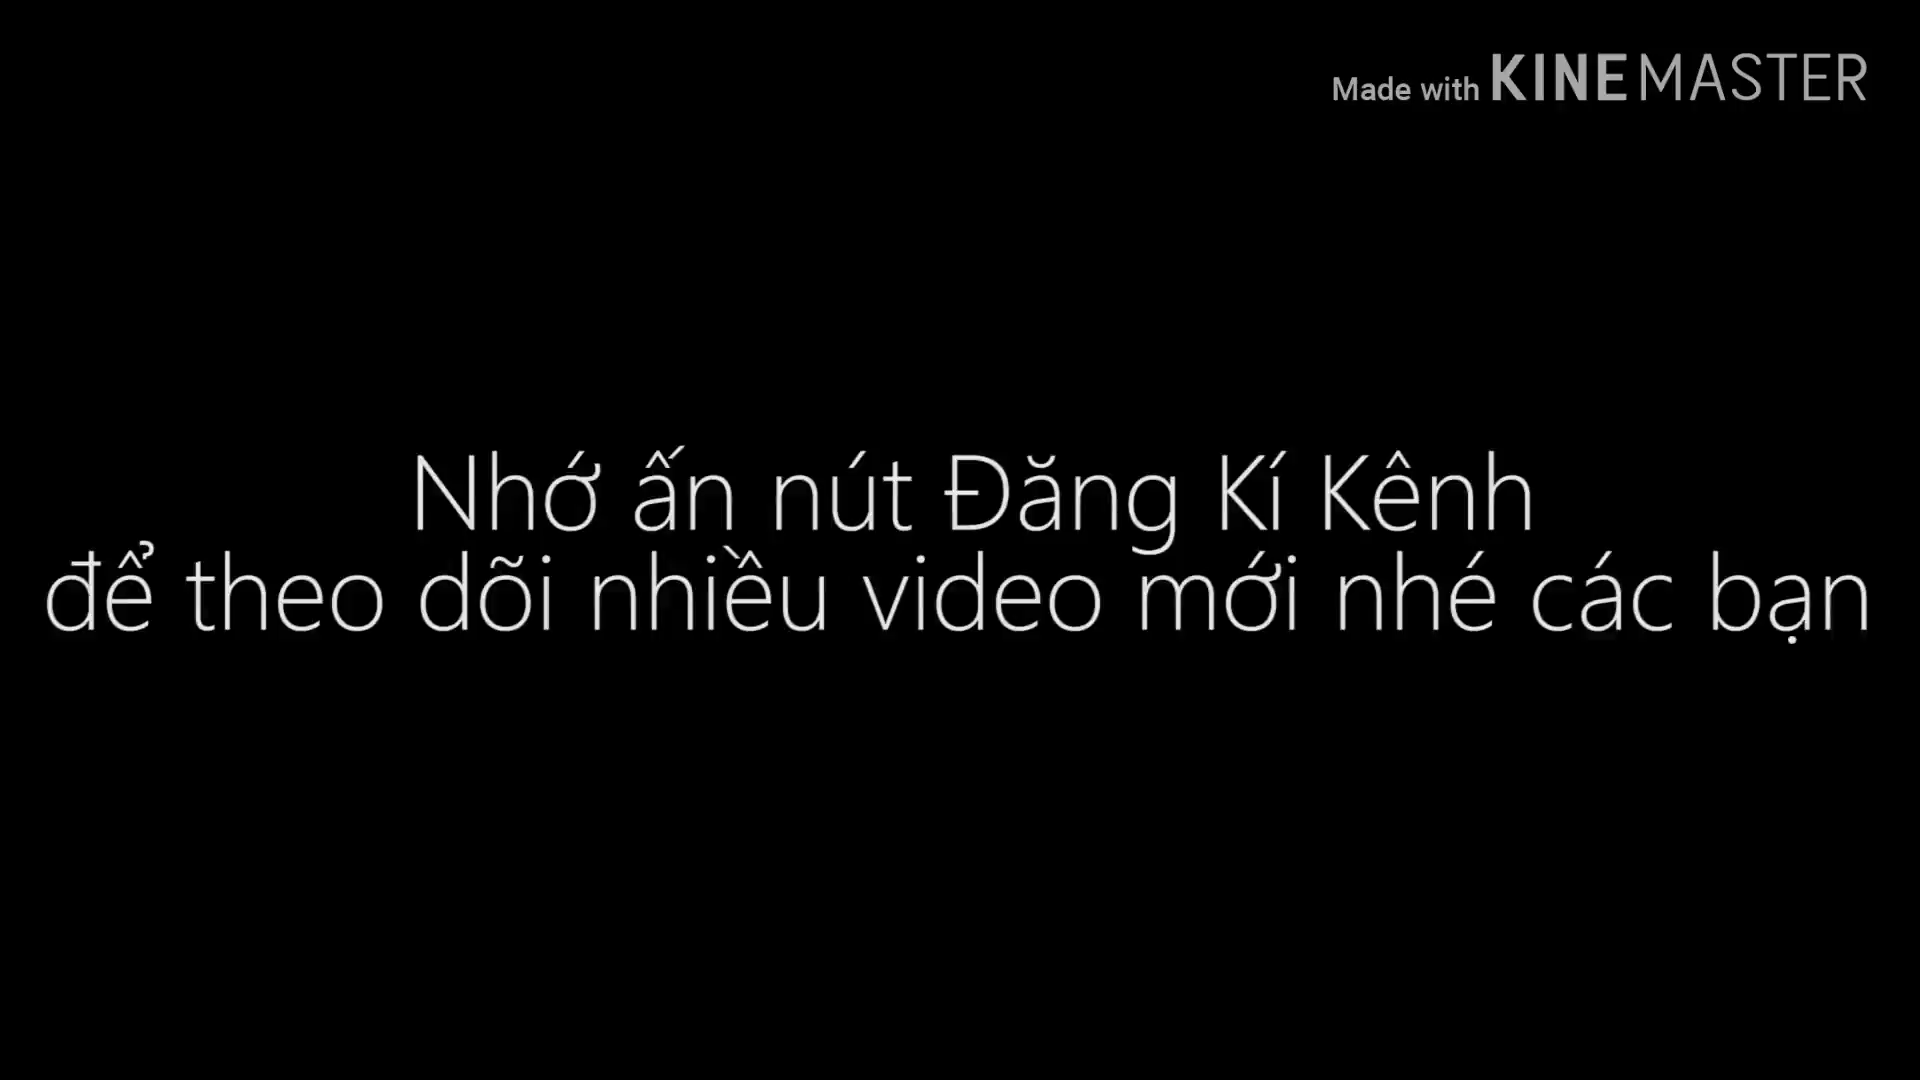 Made with KINEMASTER
Nhớ ấn nút Đăng Kí Kênh
để theo dõi nhiều video mới nhé các bạn